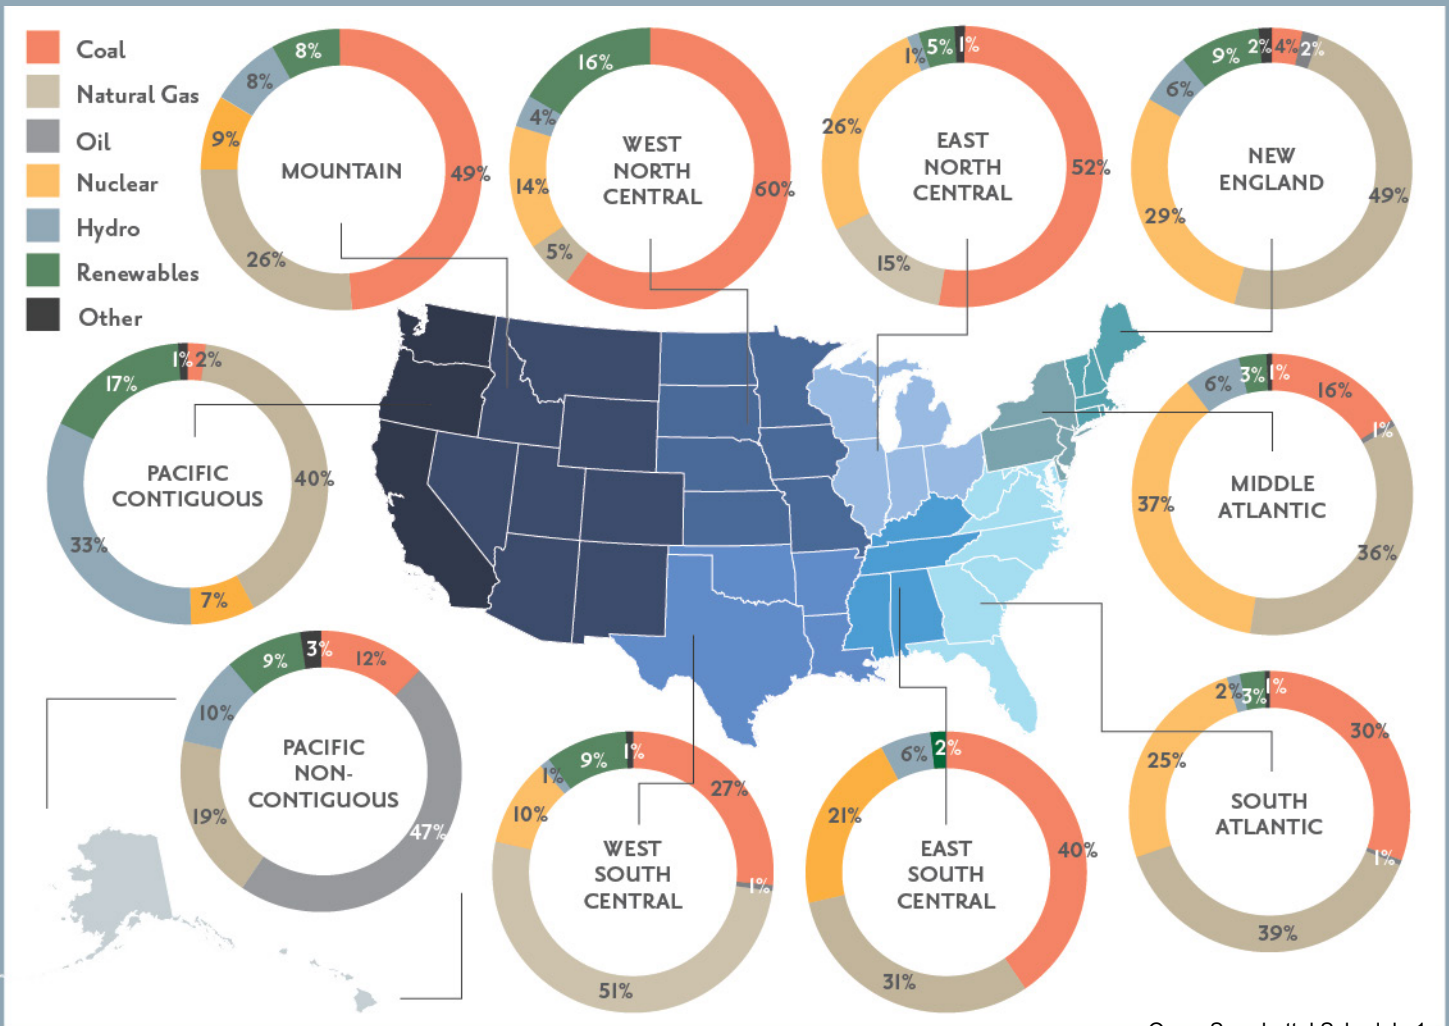 Coal
Natural Gas
Oil
Nuclear
Hydro
Renewables
Other
MOUNTAIN
49%
26%
9%
8%
8%
WEST
NORTH
CENTRAL
60%
5%
14%
4%
16%
EAST
NORTH
CENTRAL
52%
15%
26%
1%
5%
1%
NEW
ENGLAND
4%
2%
49%
29%
6%
9%
2%
PACIFIC
CONTIGUOUS
2%
40%
7%
33%
17%
1%
MIDDLE
ATLANTIC
16%
1%
36%
37%
6%
3%
1%
PACIFIC
NON-
CONTIGUOUS
12%
47%
19%
10%
9%
3%
WEST
SOUTH
CENTRAL
27%
1%
51%
10%
1%
9%
1%
EAST
SOUTH
CENTRAL
40%
31%
21%
6%
2%
SOUTH
ATLANTIC
30%
1%
39%
25%
2%
3%
1%